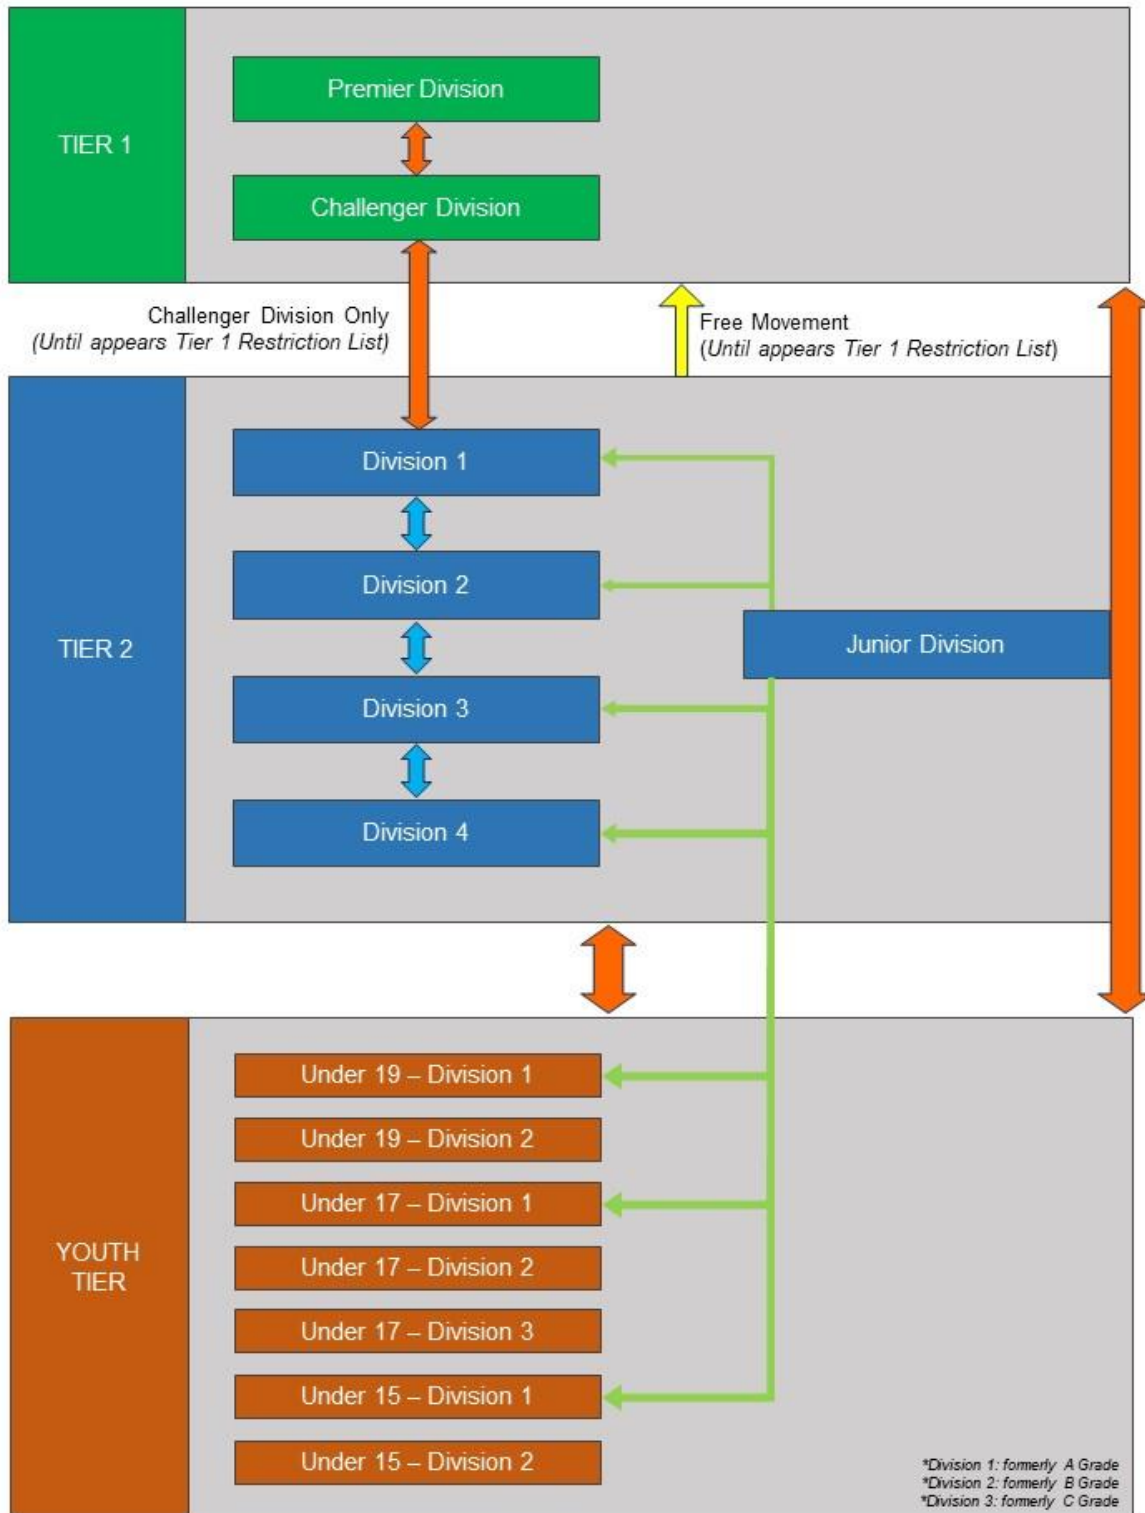 TIER 1
Premier Division
Challenger Division
Challenger Division Only
(Until appears Tier 1 Restriction List)
Free Movement
(Until appears Tier 1 Restriction List)
TIER 2
Division 1
Division 2
Junior Division
Division 3
Division 4
YOUTH
TIER
Under 19 – Division 1
Under 19 – Division 2
Under 17 – Division 1
Under 17 – Division 2
Under 17 – Division 3
Under 15 – Division 1
Under 15 – Division 2
*Division 1: formerly A Grade
*Division 2: formerly B Grade
*Division 3: formerly C Grade